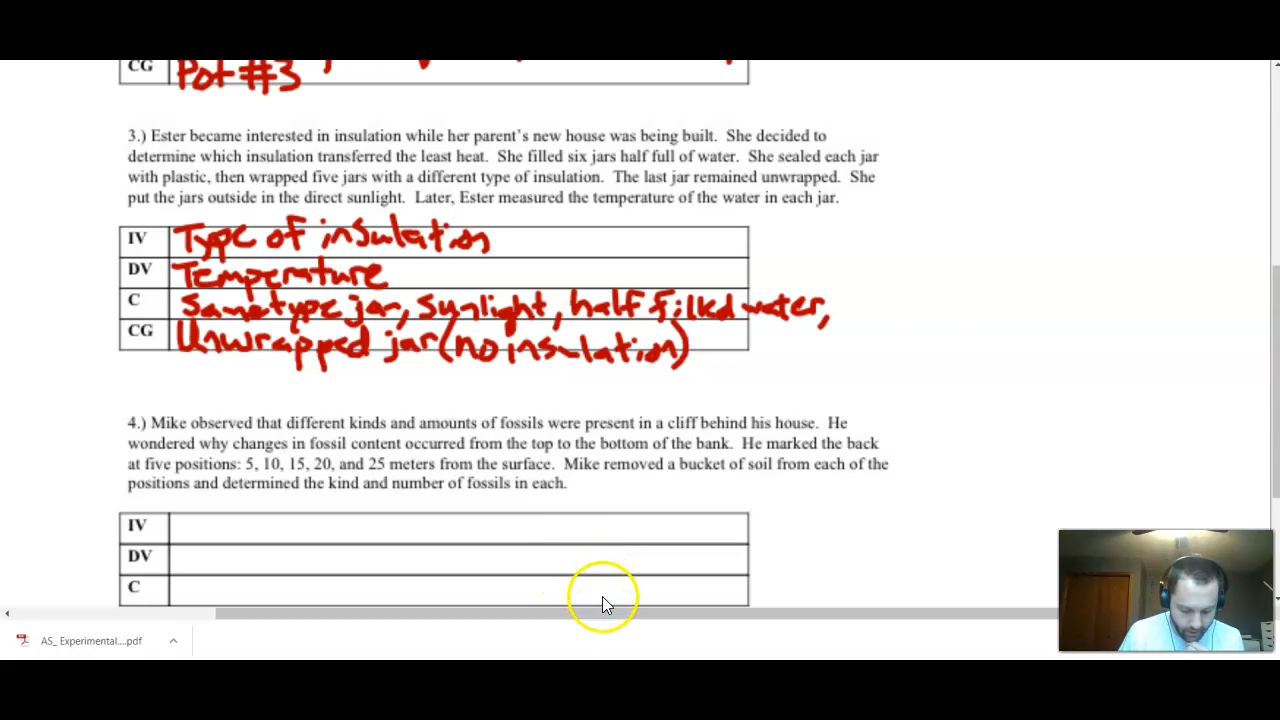 CG Pot #3
3.) Ester became interested in insulation while her parent's new house was being built. She decided to
determine which insulation transferred the least heat. She filled six jars half full of water. She sealed each jar
with plastic, then wrapped five jars with a different type of insulation. The last jar remained unwrapped. She
put the jars outside in the direct sunlight. Later, Ester measured the temperature of the water in each jar.
IV Type of insulation
DV Temperature
C Same type jar, sunlight, half filled water,
CG Unwrapped jar (no insulation)
4.) Mike observed that different kinds and amounts of fossils were present in a cliff behind his house. He
wondered why changes in fossil content occurred from the top to the bottom of the bank. He marked the back
at five positions: 5, 10, 15, 20, and 25 meters from the surface. Mike removed a bucket of soil from each of the
positions and determined the kind and number of fossils in each.
IV
DV
C
AS_ Experimental....pdf